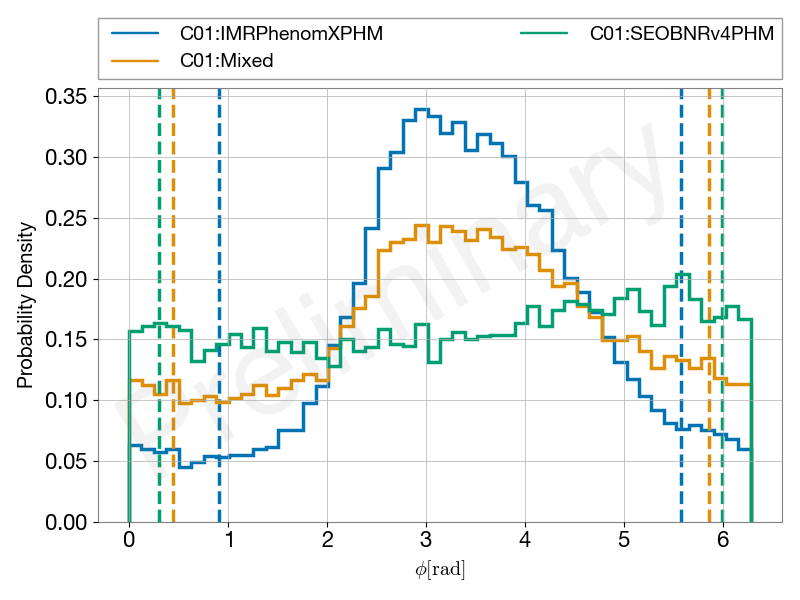 C01:IMRPhenomXPHM
C01:Mixed
C01:SEOBNRv4PHM
0.35
0.30
0.25
0.20
0.15
0.10
0.05
0.00
Probability Density
Preliminary
0 1 2 3 4 5 6
ϕ[rad]